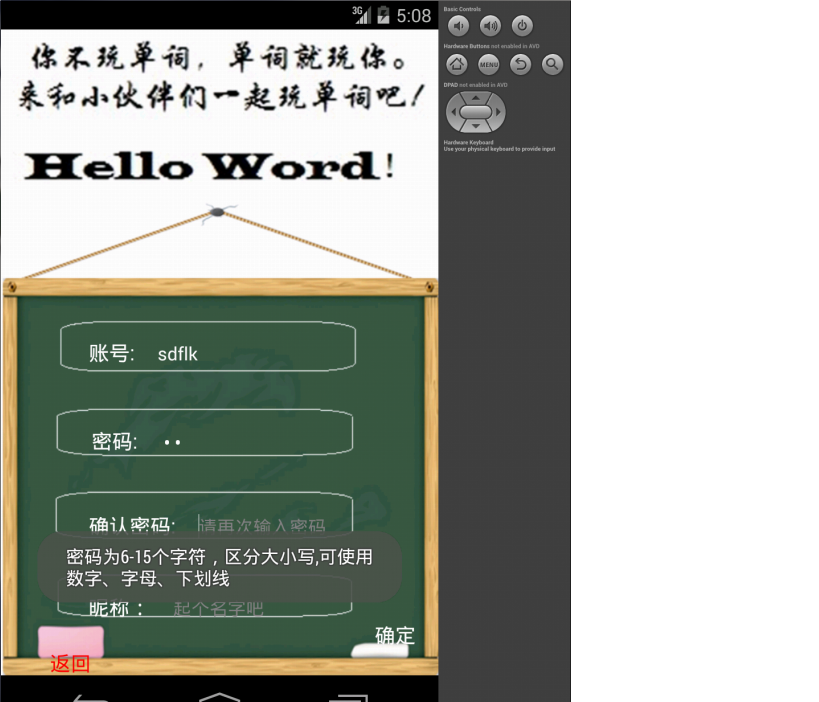 3G 5:08
你不玩单词，单词就玩你。
来和小伙伴们一起玩单词吧！
Hello Word!
账号: sdflk
密码: ••
确认密码: 请再次输入密码
密码为6-15个字符，区分大小写,可使用
数字、字母、下划线
昵称： 起个名字吧
确定
返回
Basic Controls
Hardware Buttons not enabled in AVD
MENU
DPAD not enabled in AVD
Hardware Keyboard
Use your physical keyboard to provide input